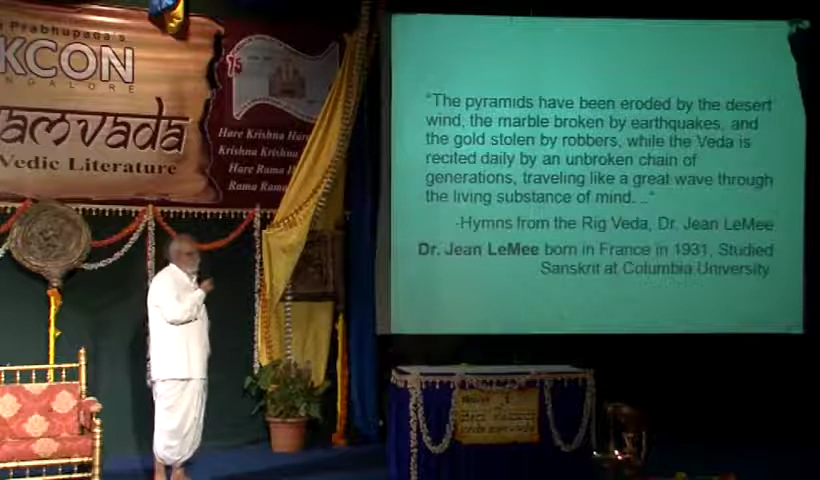 Prabhupada's
KCON
NGALORE
amvada
Vedic Literature
75
Hare Krishna Hare
Krishna Krishna
Hare Rama
Rama Rama
"The pyramids have been eroded by the desert
wind, the marble broken by earthquakes, and
the gold stolen by robbers, while the Veda is
recited daily by an unbroken chain of
generations, traveling like a great wave through
the living substance of mind..."
-Hymns from the Rig Veda, Dr. Jean LeMee
Dr. Jean LeMee born in France in 1931, Studied
Sanskrit at Columbia University